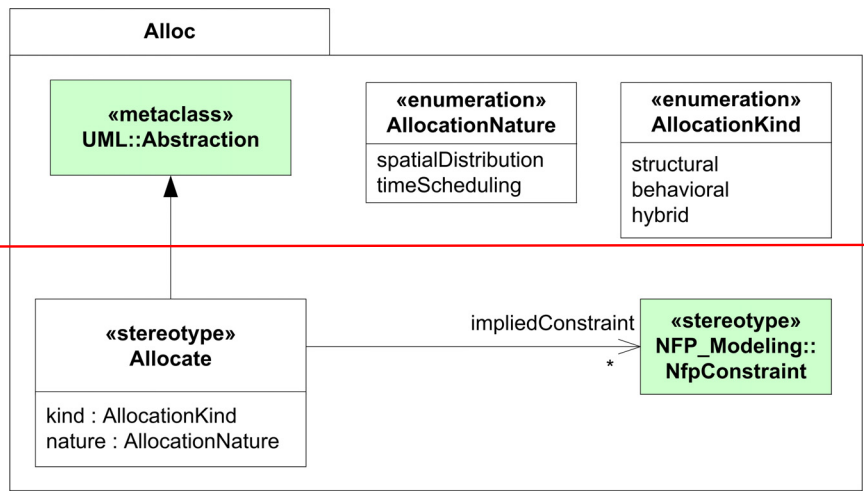 Alloc
«metaclass»
UML::Abstraction
«enumeration»
AllocationNature
spatialDistribution
timeScheduling
«enumeration»
AllocationKind
structural
behavioral
hybrid
«stereotype»
Allocate
kind : AllocationKind
nature : AllocationNature
impliedConstraint
*
«stereotype»
NFP_Modeling::
NfpConstraint